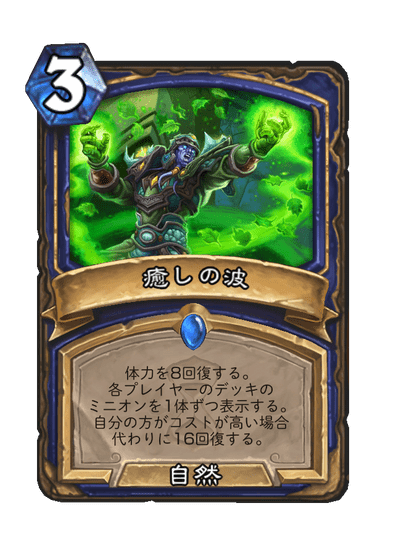 3
癒しの波
体力を8回復する。
各プレイヤーのデッキの
ミニオンを1体ずつ表示する。
自分の方がコストが高い場合
代わりに16回復する。
自然